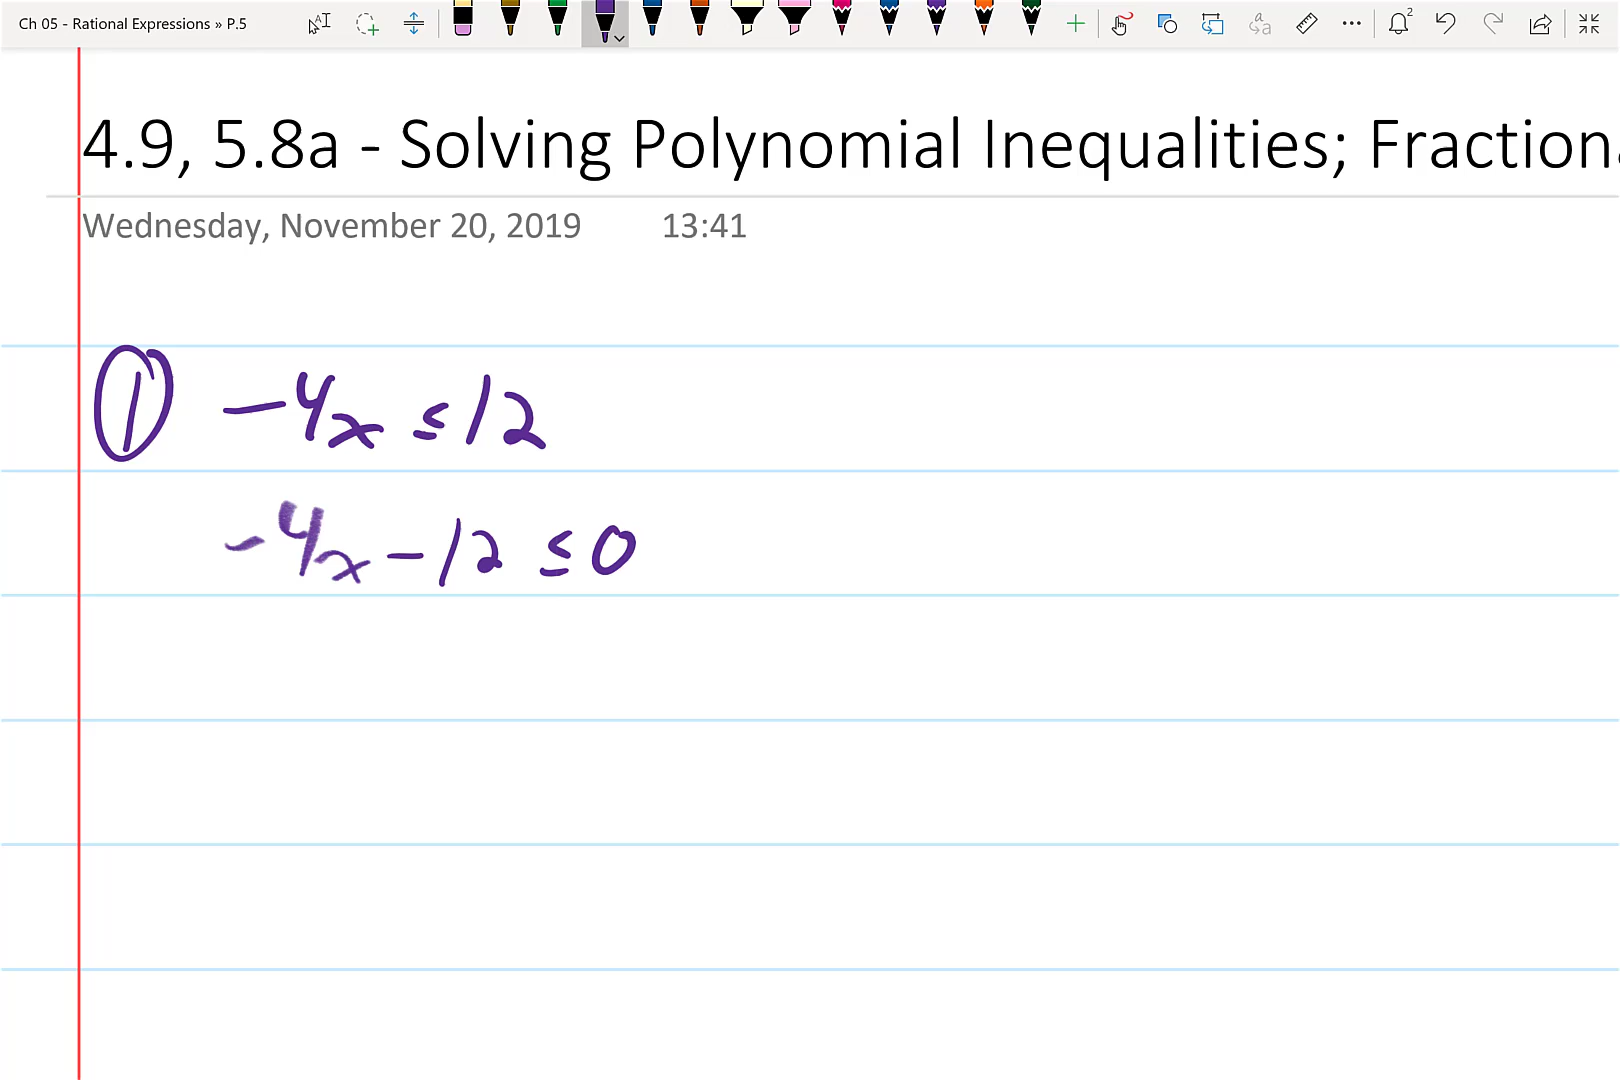 Ch 05 - Rational Expressions » P.5
4.9, 5.8a - Solving Polynomial Inequalities; Fraction
Wednesday, November 20, 2019 13:41
① -4x ≤ 12
-4x - 12 ≤ 0